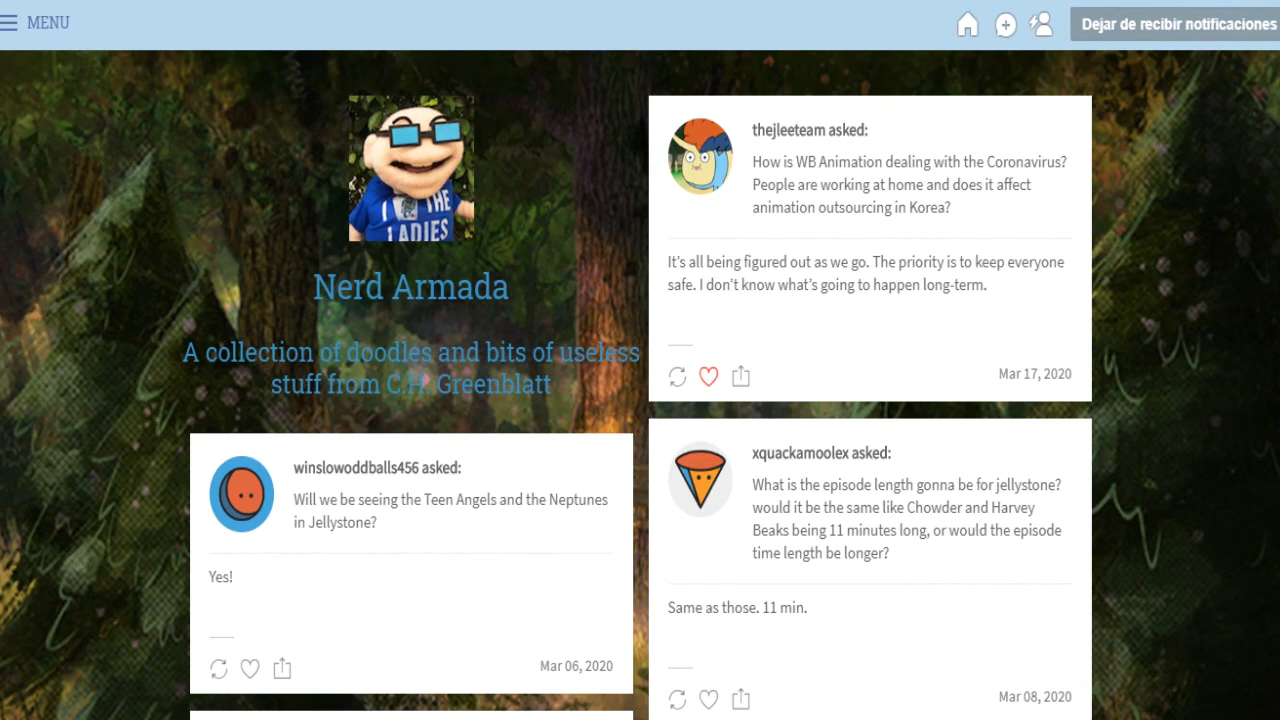 MENU
Dejar de recibir notificaciones
I THE
LADIES
Nerd Armada
A collection of doodles and bits of useless
stuff from C.H. Greenblatt
winslowoddballs456 asked:
Will we be seeing the Teen Angels and the Neptunes
in Jellystone?
Yes!
Mar 06, 2020
thejleeteam asked:
How is WB Animation dealing with the Coronavirus?
People are working at home and does it affect
animation outsourcing in Korea?
It’s all being figured out as we go. The priority is to keep everyone
safe. I don’t know what’s going to happen long-term.
Mar 17, 2020
xquackamoolex asked:
What is the episode length gonna be for jellystone?
would it be the same like Chowder and Harvey
Beaks being 11 minutes long, or would the episode
time length be longer?
Same as those. 11 min.
Mar 08, 2020